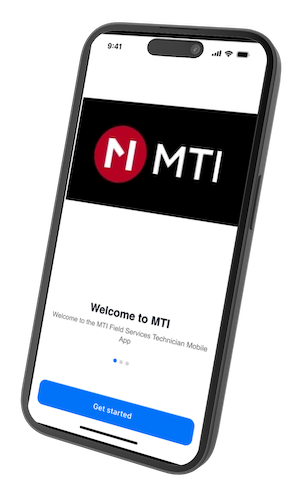 9:41
MTI
Welcome to MTI
Welcome to the MTI Field Services Technician Mobile
App
Get started